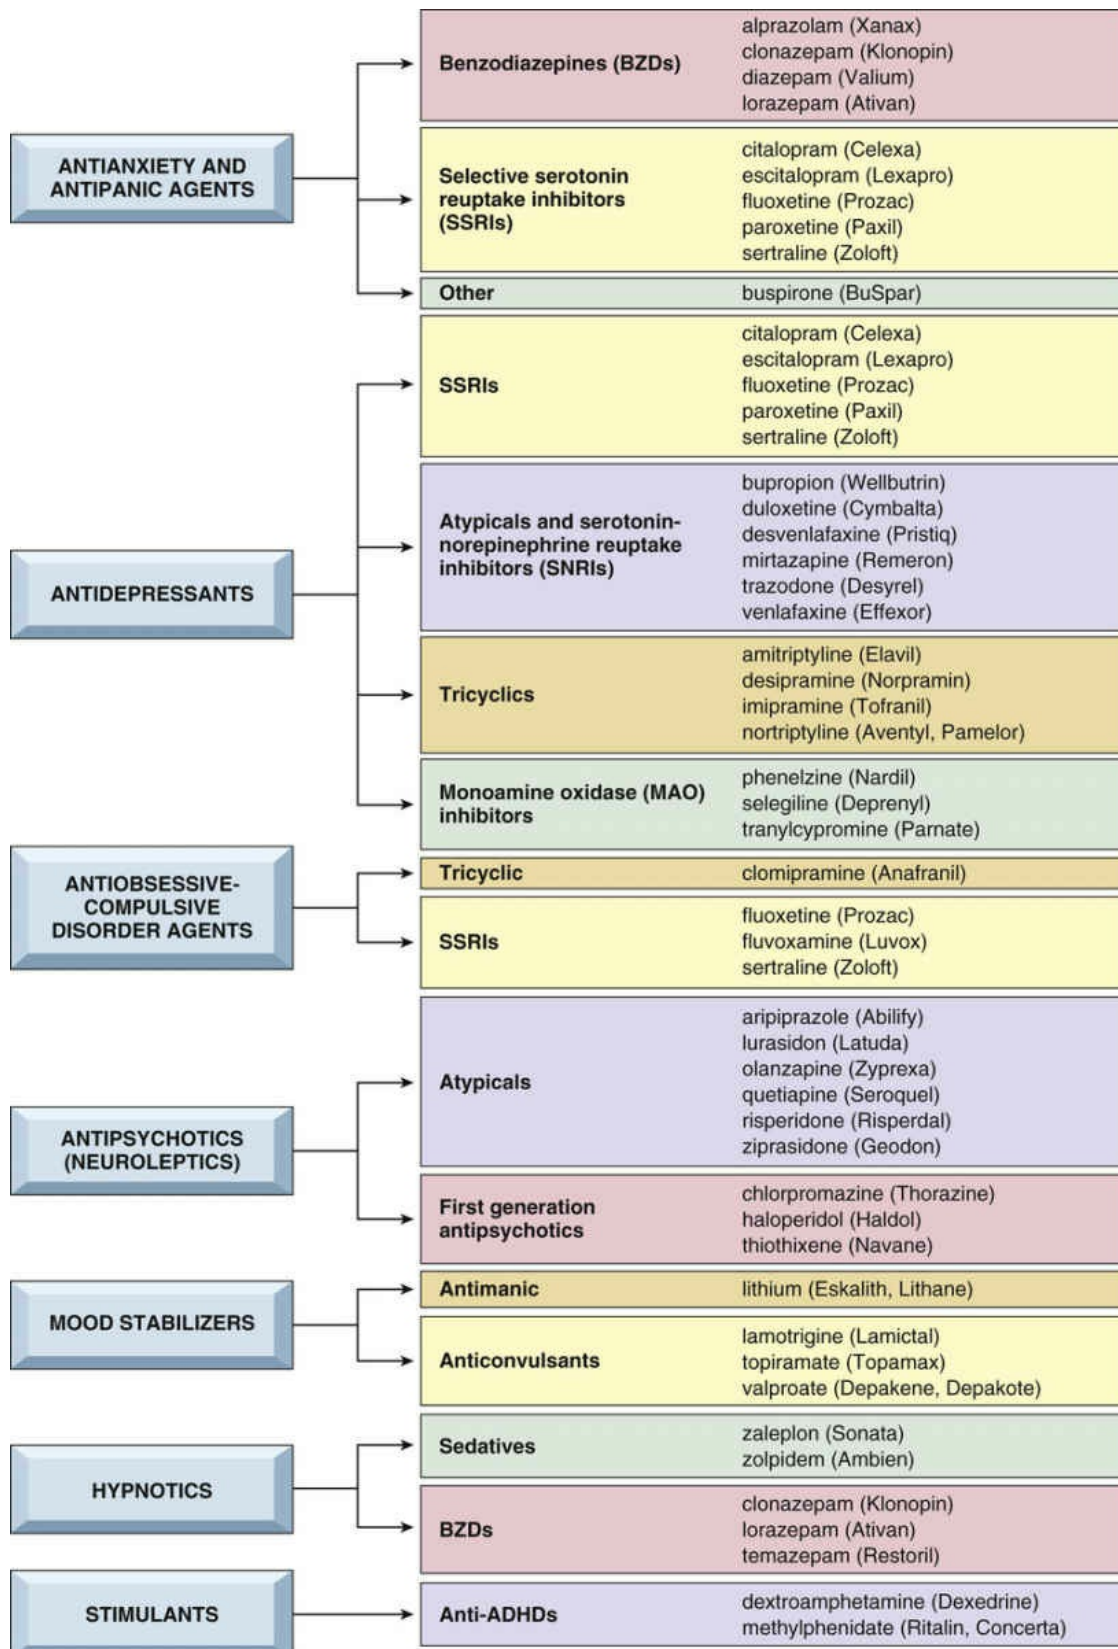 ANTIANXIETY AND
ANTIPANIC AGENTS
Benzodiazepines (BZDs)
alprazolam (Xanax)
clonazepam (Klonopin)
diazepam (Valium)
lorazepam (Ativan)
Selective serotonin
reuptake inhibitors
(SSRIs)
citalopram (Celexa)
escitalopram (Lexapro)
fluoxetine (Prozac)
paroxetine (Paxil)
sertraline (Zoloft)
Other
buspirone (BuSpar)
ANTIDEPRESSANTS
SSRIs
citalopram (Celexa)
escitalopram (Lexapro)
fluoxetine (Prozac)
paroxetine (Paxil)
sertraline (Zoloft)
Atypicals and serotonin-
norepinephrine reuptake
inhibitors (SNRIs)
bupropion (Wellbutrin)
duloxetine (Cymbalta)
desvenlafaxine (Pristiq)
mirtazapine (Remeron)
trazodone (Desyrel)
venlafaxine (Effexor)
Tricyclics
amitriptyline (Elavil)
desipramine (Norpramin)
imipramine (Tofranil)
nortriptyline (Aventyl, Pamelor)
Monoamine oxidase (MAO)
inhibitors
phenelzine (Nardil)
selegiline (Deprenyl)
tranylcypromine (Parnate)
ANTIOBSESSIVE-
COMPULSIVE
DISORDER AGENTS
Tricyclic
clomipramine (Anafranil)
SSRIs
fluoxetine (Prozac)
fluvoxamine (Luvox)
sertraline (Zoloft)
ANTIPSYCHOTICS
(NEUROLEPTICS)
Atypicals
aripiprazole (Abilify)
lurasidon (Latuda)
olanzapine (Zyprexa)
quetiapine (Seroquel)
risperidone (Risperdal)
ziprasidone (Geodon)
First generation
antipsychotics
chlorpromazine (Thorazine)
haloperidol (Haldol)
thiothixene (Navane)
MOOD STABILIZERS
Antimanic
lithium (Eskalith, Lithane)
Anticonvulsants
lamotrigine (Lamictal)
topiramate (Topamax)
valproate (Depakene, Depakote)
HYPNOTICS
Sedatives
zaleplon (Sonata)
zolpidem (Ambien)
BZDs
clonazepam (Klonopin)
lorazepam (Ativan)
temazepam (Restoril)
STIMULANTS
Anti-ADHDs
dextroamphetamine (Dexedrine)
methylphenidate (Ritalin, Concerta)